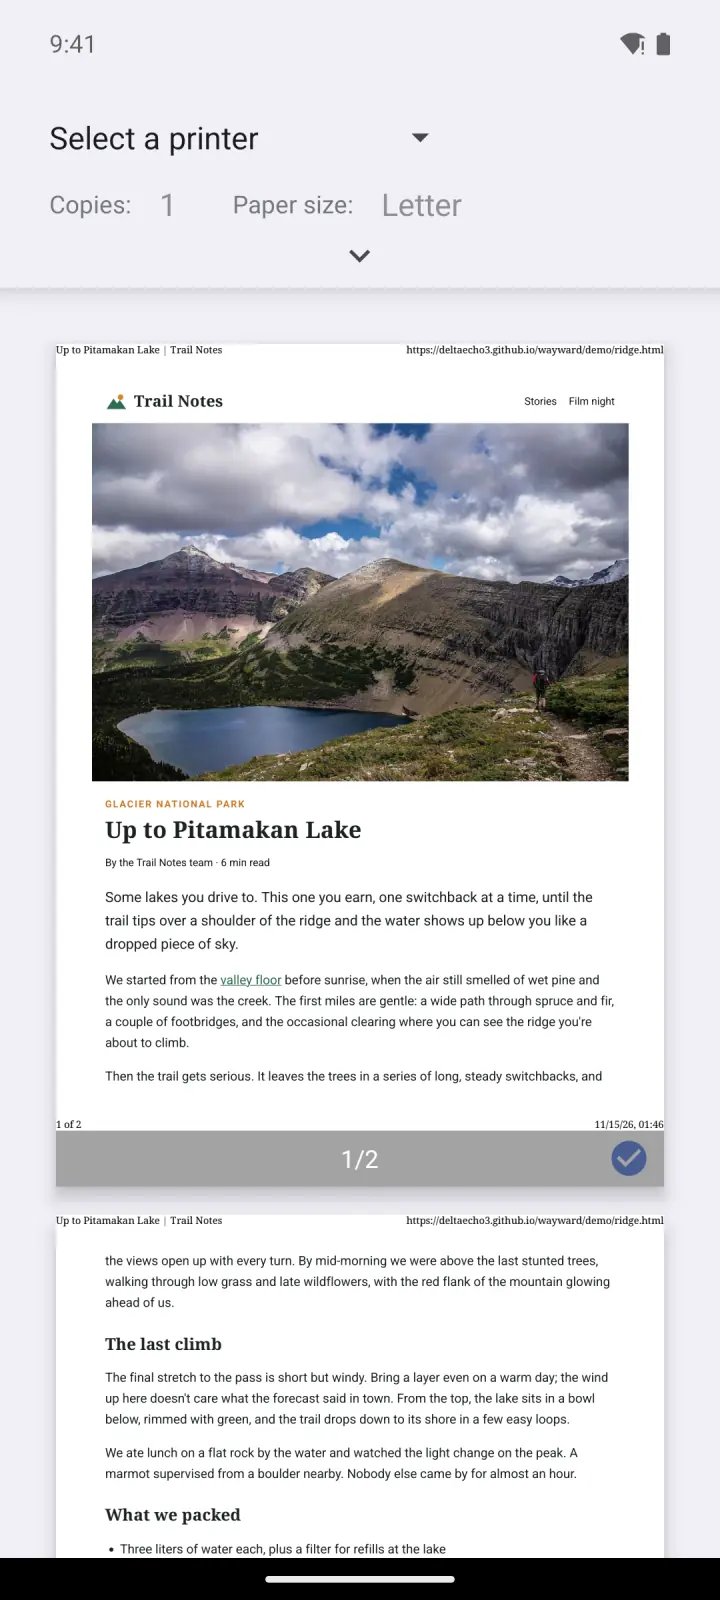 9:41
Select a printer
Copies: 1 Paper size: Letter
Up to Pitamakan Lake | Trail Notes https://deltaecho3.github.io/wayward/demo/ridge.html
Trail Notes Stories Film night
GLACIER NATIONAL PARK
Up to Pitamakan Lake
By the Trail Notes team · 6 min read
Some lakes you drive to. This one you earn, one switchback at a time, until the
trail tips over a shoulder of the ridge and the water shows up below you like a
dropped piece of sky.
We started from the valley floor before sunrise, when the air still smelled of wet pine and
the only sound was the creek. The first miles are gentle: a wide path through spruce and fir,
a couple of footbridges, and the occasional clearing where you can see the ridge you're
about to climb.
Then the trail gets serious. It leaves the trees in a series of long, steady switchbacks, and
1 of 2 11/15/26, 01:46
1/2
Up to Pitamakan Lake | Trail Notes https://deltaecho3.github.io/wayward/demo/ridge.html
the views open up with every turn. By mid-morning we were above the last stunted trees,
walking through low grass and late wildflowers, with the red flank of the mountain glowing
ahead of us.
The last climb
The final stretch to the pass is short but windy. Bring a layer even on a warm day; the wind
up here doesn't care what the forecast said in town. From the top, the lake sits in a bowl
below, rimmed with green, and the trail drops down to its shore in a few easy loops.
We ate lunch on a flat rock by the water and watched the light change on the peak. A
marmot supervised from a boulder nearby. Nobody else came by for almost an hour.
What we packed
• Three liters of water each, plus a filter for refills at the lake